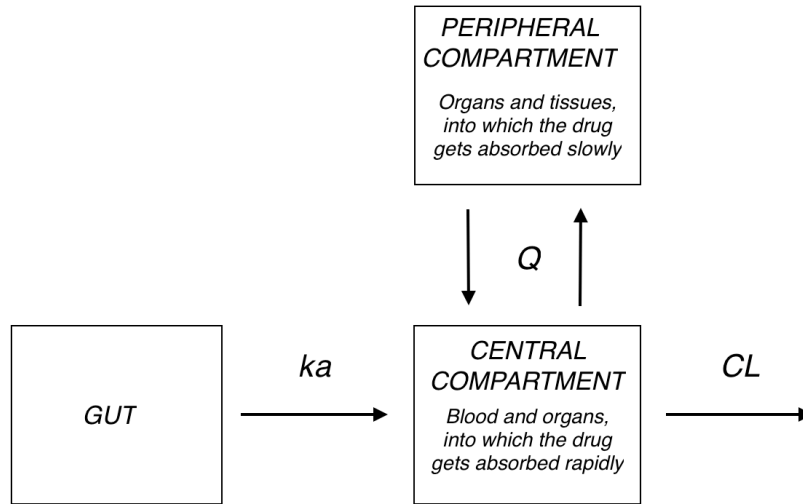 PERIPHERAL
COMPARTMENT
Organs and tissues,
into which the drug
gets absorbed slowly
Q
GUT
ka
CENTRAL
COMPARTMENT
Blood and organs,
into which the drug
gets absorbed rapidly
CL